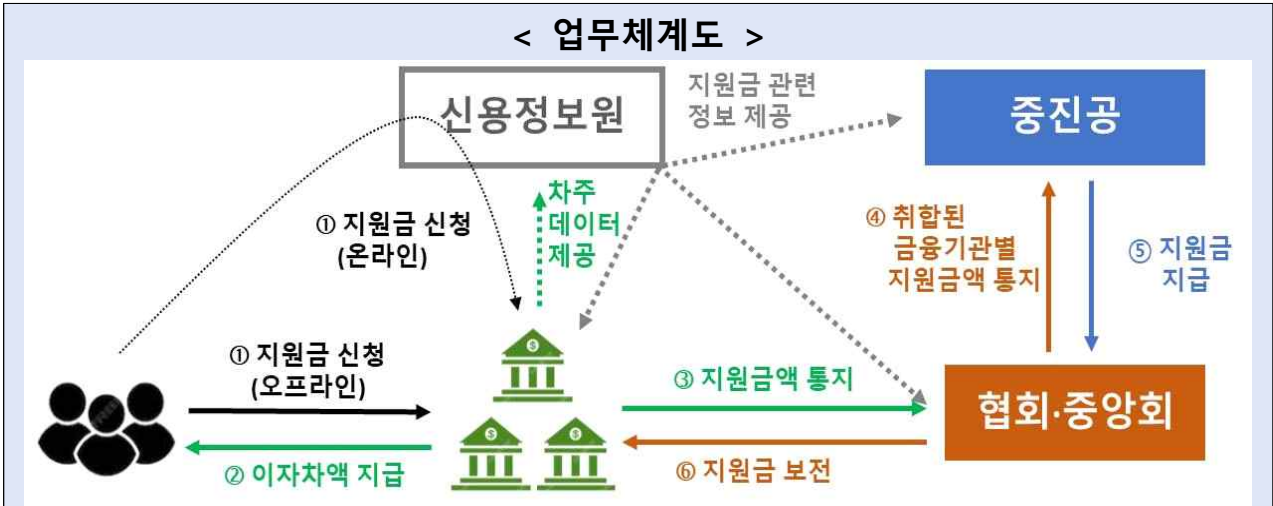 < 업무체계도 >
신용정보원
지원금 관련
정보 제공
중진공
① 지원금 신청
(온라인)
차주
데이터
제공
④ 취합된
금융기관별
지원금액 통지
⑤ 지원금
지급
① 지원금 신청
(오프라인)
③ 지원금액 통지
협회·중앙회
② 이자차액 지급
⑥ 지원금 보전
$
$
$